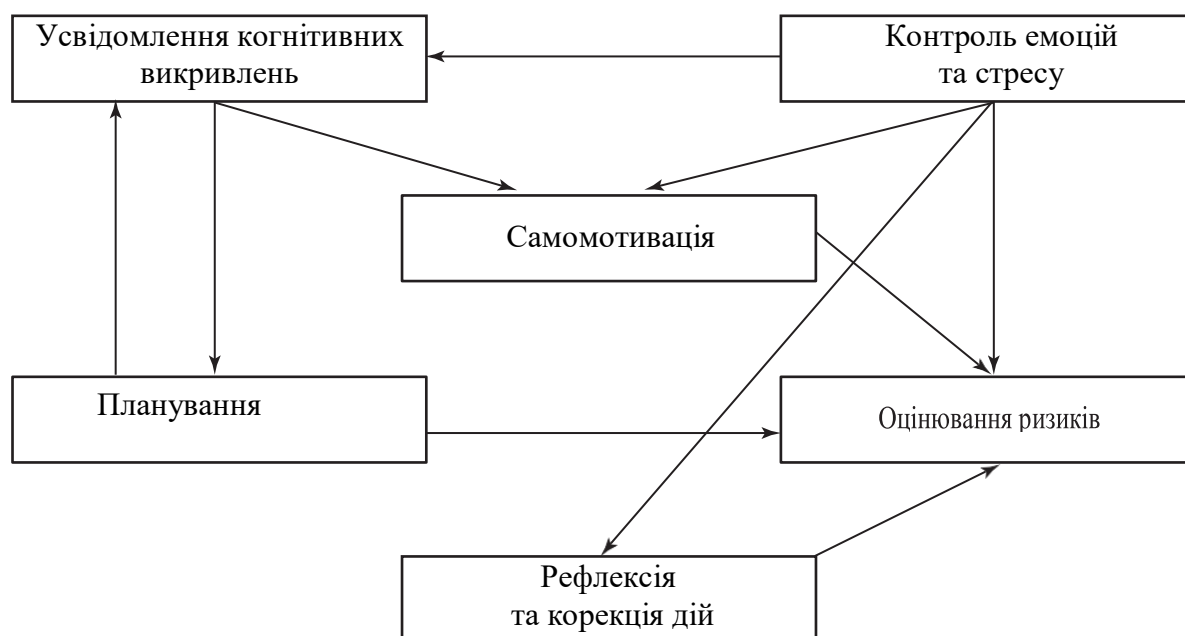 Усвідомлення когнітивних
викривлень
Контроль емоцій
та стресу
Самомотивація
Планування
Оцінювання ризиків
Рефлексія
та корекція дій